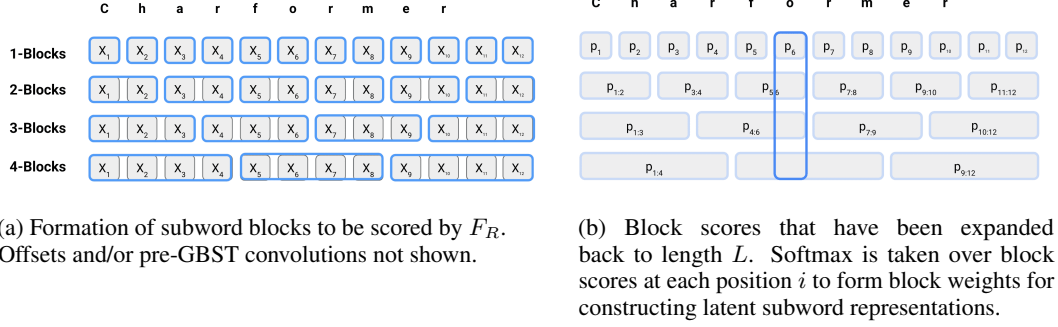 C h a r f o r m e r
1-Blocks X1 X2 X3 X4 X5 X6 X7 X8 X9 X10 X11 X12
2-Blocks X1 X2 X3 X4 X5 X6 X7 X8 X9 X10 X11 X12
3-Blocks X1 X2 X3 X4 X5 X6 X7 X8 X9 X10 X11 X12
4-Blocks X1 X2 X3 X4 X5 X6 X7 X8 X9 X10 X11 X12
(a) Formation of subword blocks to be scored by FR.
Offsets and/or pre-GBST convolutions not shown.
C h a r f o r m e r
p1 p2 p3 p4 p5 p6 p7 p8 p9 p10 p11 p12
p1:2 p3:4 p5:6 p7:8 p9:10 p11:12
p1:3 p4:6 p7:9 p10:12
p1:4 p9:12
(b) Block scores that have been expanded
back to length L. Softmax is taken over block
scores at each position i to form block weights for
constructing latent subword representations.